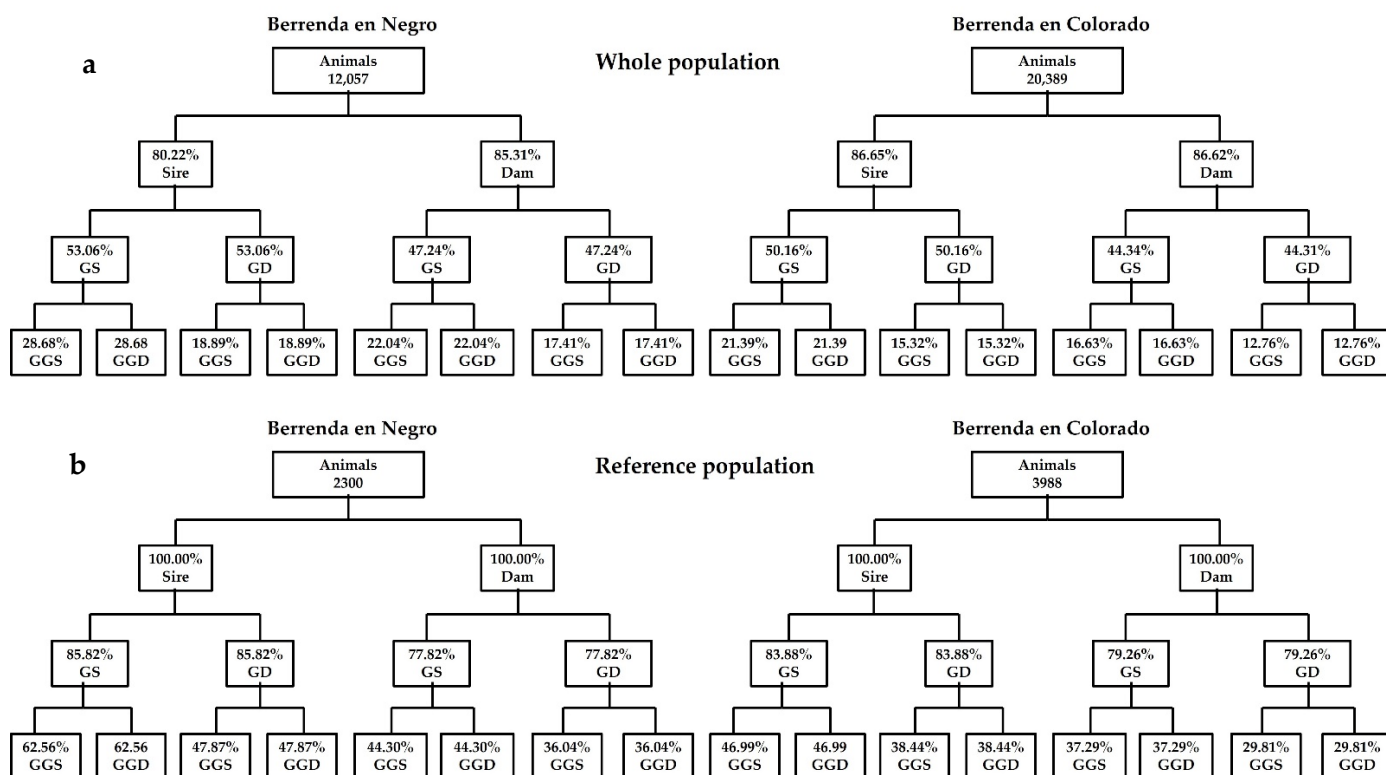 Berrenda en Negro
Berrenda en Colorado
a
Whole population
Animals
12,057
Animals
20,389
80.22%
Sire
85.31%
Dam
86.65%
Sire
86.62%
Dam
53.06%
GS
53.06%
GD
47.24%
GS
47.24%
GD
50.16%
GS
50.16%
GD
44.34%
GS
44.31%
GD
28.68%
GGS
28.68
GGD
18.89%
GGS
18.89%
GGD
22.04%
GGS
22.04%
GGD
17.41%
GGS
17.41%
GGD
21.39%
GGS
21.39
GGD
15.32%
GGS
15.32%
GGD
16.63%
GGS
16.63%
GGD
12.76%
GGS
12.76%
GGD
Berrenda en Negro
Berrenda en Colorado
b
Reference population
Animals
2300
Animals
3988
100.00%
Sire
100.00%
Dam
100.00%
Sire
100.00%
Dam
85.82%
GS
85.82%
GD
77.82%
GS
77.82%
GD
83.88%
GS
83.88%
GD
79.26%
GS
79.26%
GD
62.56%
GGS
62.56
GGD
47.87%
GGS
47.87%
GGD
44.30%
GGS
44.30%
GGD
36.04%
GGS
36.04%
GGD
46.99%
GGS
46.99
GGD
38.44%
GGS
38.44%
GGD
37.29%
GGS
37.29%
GGD
29.81%
GGS
29.81%
GGD